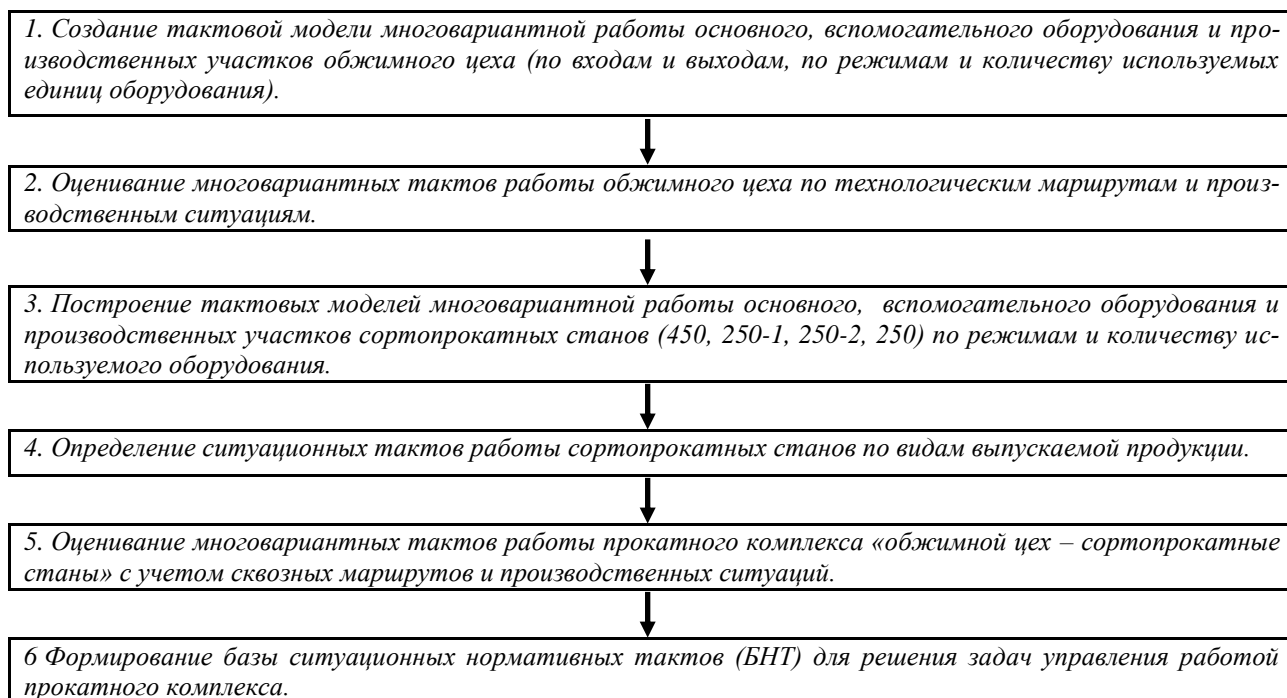 1. Создание тактовой модели многовариантной работы основного, вспомогательного оборудования и про-
изводственных участков обжимного цеха (по входам и выходам, по режимам и количеству используемых
единиц оборудования).
2. Оценивание многовариантных тактов работы обжимного цеха по технологическим маршрутам и произ-
водственным ситуациям.
3. Построение тактовых моделей многовариантной работы основного, вспомогательного оборудования и
производственных участков сортопрокатных станов (450, 250-1, 250-2, 250) по режимам и количеству ис-
пользуемого оборудования.
4. Определение ситуационных тактов работы сортопрокатных станов по видам выпускаемой продукции.
5. Оценивание многовариантных тактов работы прокатного комплекса «обжимной цех – сортопрокатные
станы» с учетом сквозных маршрутов и производственных ситуаций.
6 Формирование базы ситуационных нормативных тактов (БНТ) для решения задач управления работой
прокатного комплекса.